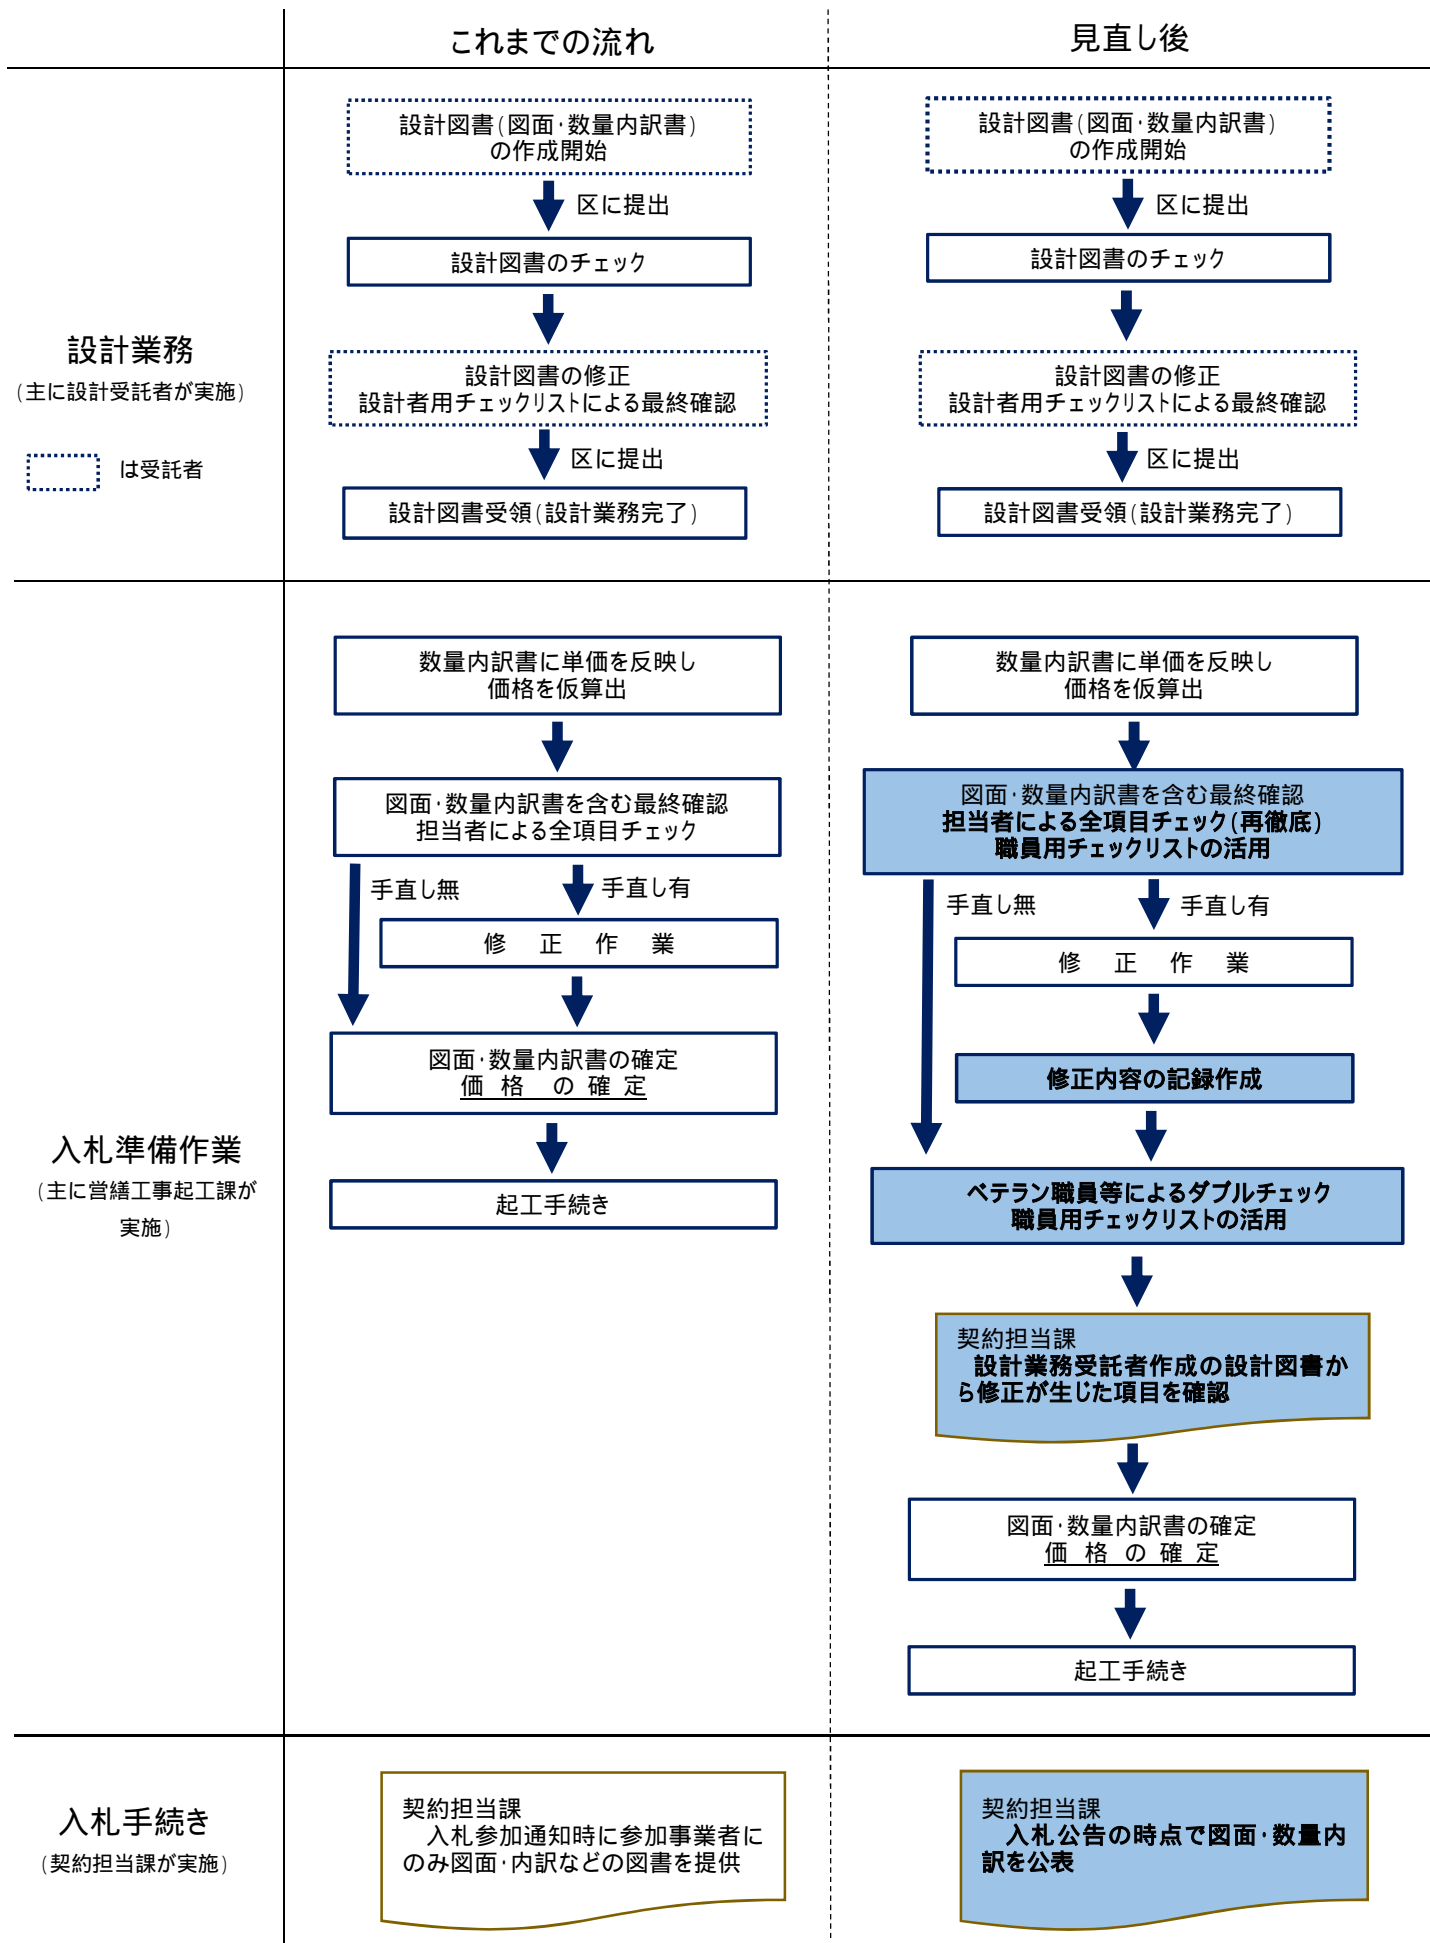 これまでの流れ
見直し後
設計業務
(主に設計受託者が実施)
は受託者
設計図書(図面・数量内訳書)
の作成開始
区に提出
設計図書のチェック
設計図書の修正
設計者用チェックリストによる最終確認
区に提出
設計図書受領(設計業務完了)
設計図書(図面・数量内訳書)
の作成開始
区に提出
設計図書のチェック
設計図書の修正
設計者用チェックリストによる最終確認
区に提出
設計図書受領(設計業務完了)
入札準備作業
(主に営繕工事起工課が
実施)
数量内訳書に単価を反映し
価格を仮算出
図面・数量内訳書を含む最終確認
担当者による全項目チェック
手直し無
手直し有
修 正 作 業
図面・数量内訳書の確定
価 格 の 確 定
起工手続き
数量内訳書に単価を反映し
価格を仮算出
図面・数量内訳書を含む最終確認
担当者による全項目チェック(再徹底)
職員用チェックリストの活用
手直し無
手直し有
修 正 作 業
修正内容の記録作成
ベテラン職員等によるダブルチェック
職員用チェックリストの活用
契約担当課
設計業務受託者作成の設計図書か
ら修正が生じた項目を確認
図面・数量内訳書の確定
価 格 の 確 定
起工手続き
入札手続き
(契約担当課が実施)
契約担当課
入札参加通知時に参加事業者に
のみ図面・内訳などの図書を提供
契約担当課
入札公告の時点で図面・数量内
訳を公表